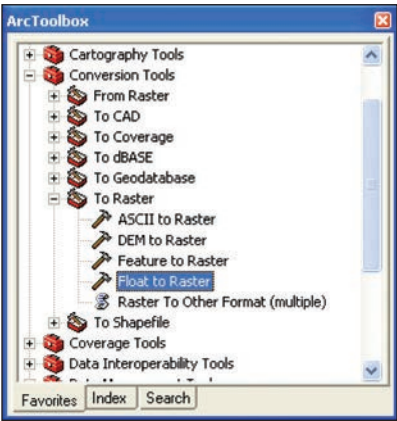 ArcToolbox
Cartography Tools
Conversion Tools
From Raster
To CAD
To Coverage
To dBASE
To Geodatabase
To Raster
ASCII to Raster
DEM to Raster
Feature to Raster
Float to Raster
Raster To Other Format (multiple)
To Shapefile
Coverage Tools
Data Interoperability Tools
Favorites Index Search